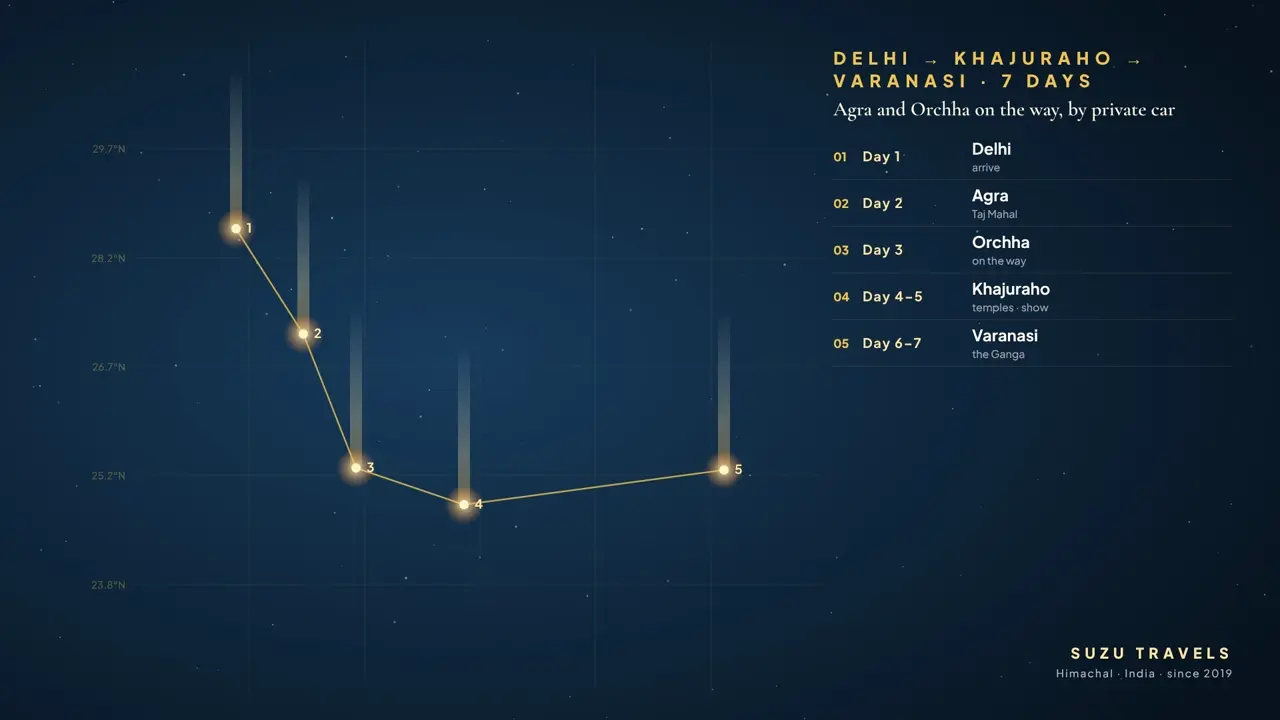 DELHI → KHAJURAHO →
VARANASI · 7 DAYS
Agra and Orchha on the way, by private car
01 Day 1 Delhi
arrive
02 Day 2 Agra
Taj Mahal
03 Day 3 Orchha
on the way
04 Day 4–5 Khajuraho
temples · show
05 Day 6–7 Varanasi
the Ganga
29.7°N
28.2°N
26.7°N
25.2°N
23.8°N
1
2
3
4
5
SUZU TRAVELS
Himachal · India · since 2019